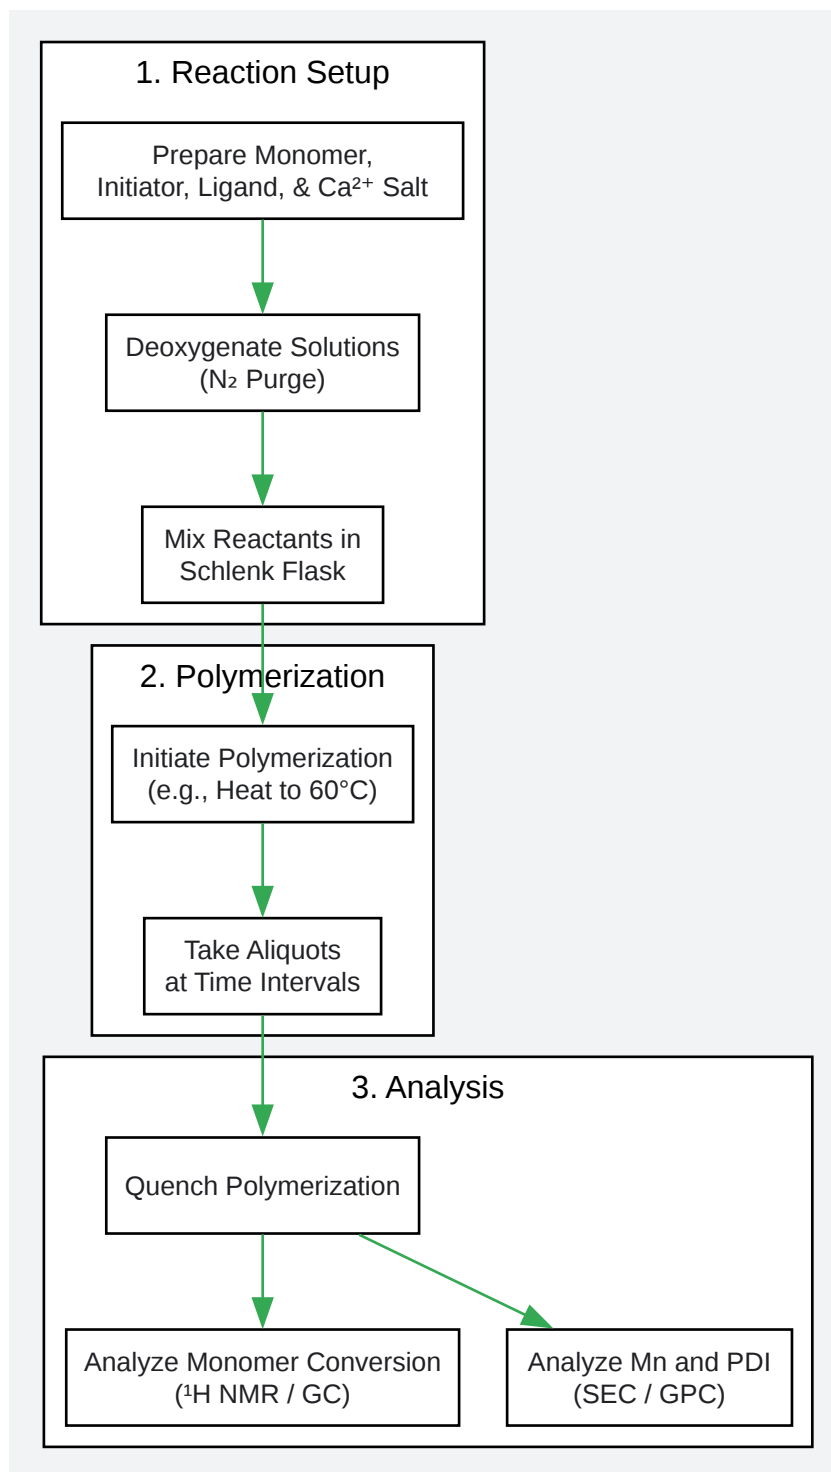 1. Reaction Setup
Prepare Monomer,
Initiator, Ligand, & Ca²⁺ Salt
Deoxygenate Solutions
(N₂ Purge)
Mix Reactants in
Schlenk Flask
2. Polymerization
Initiate Polymerization
(e.g., Heat to 60°C)
Take Aliquots
at Time Intervals
3. Analysis
Quench Polymerization
Analyze Monomer Conversion
(¹H NMR / GC)
Analyze Mn and PDI
(SEC / GPC)